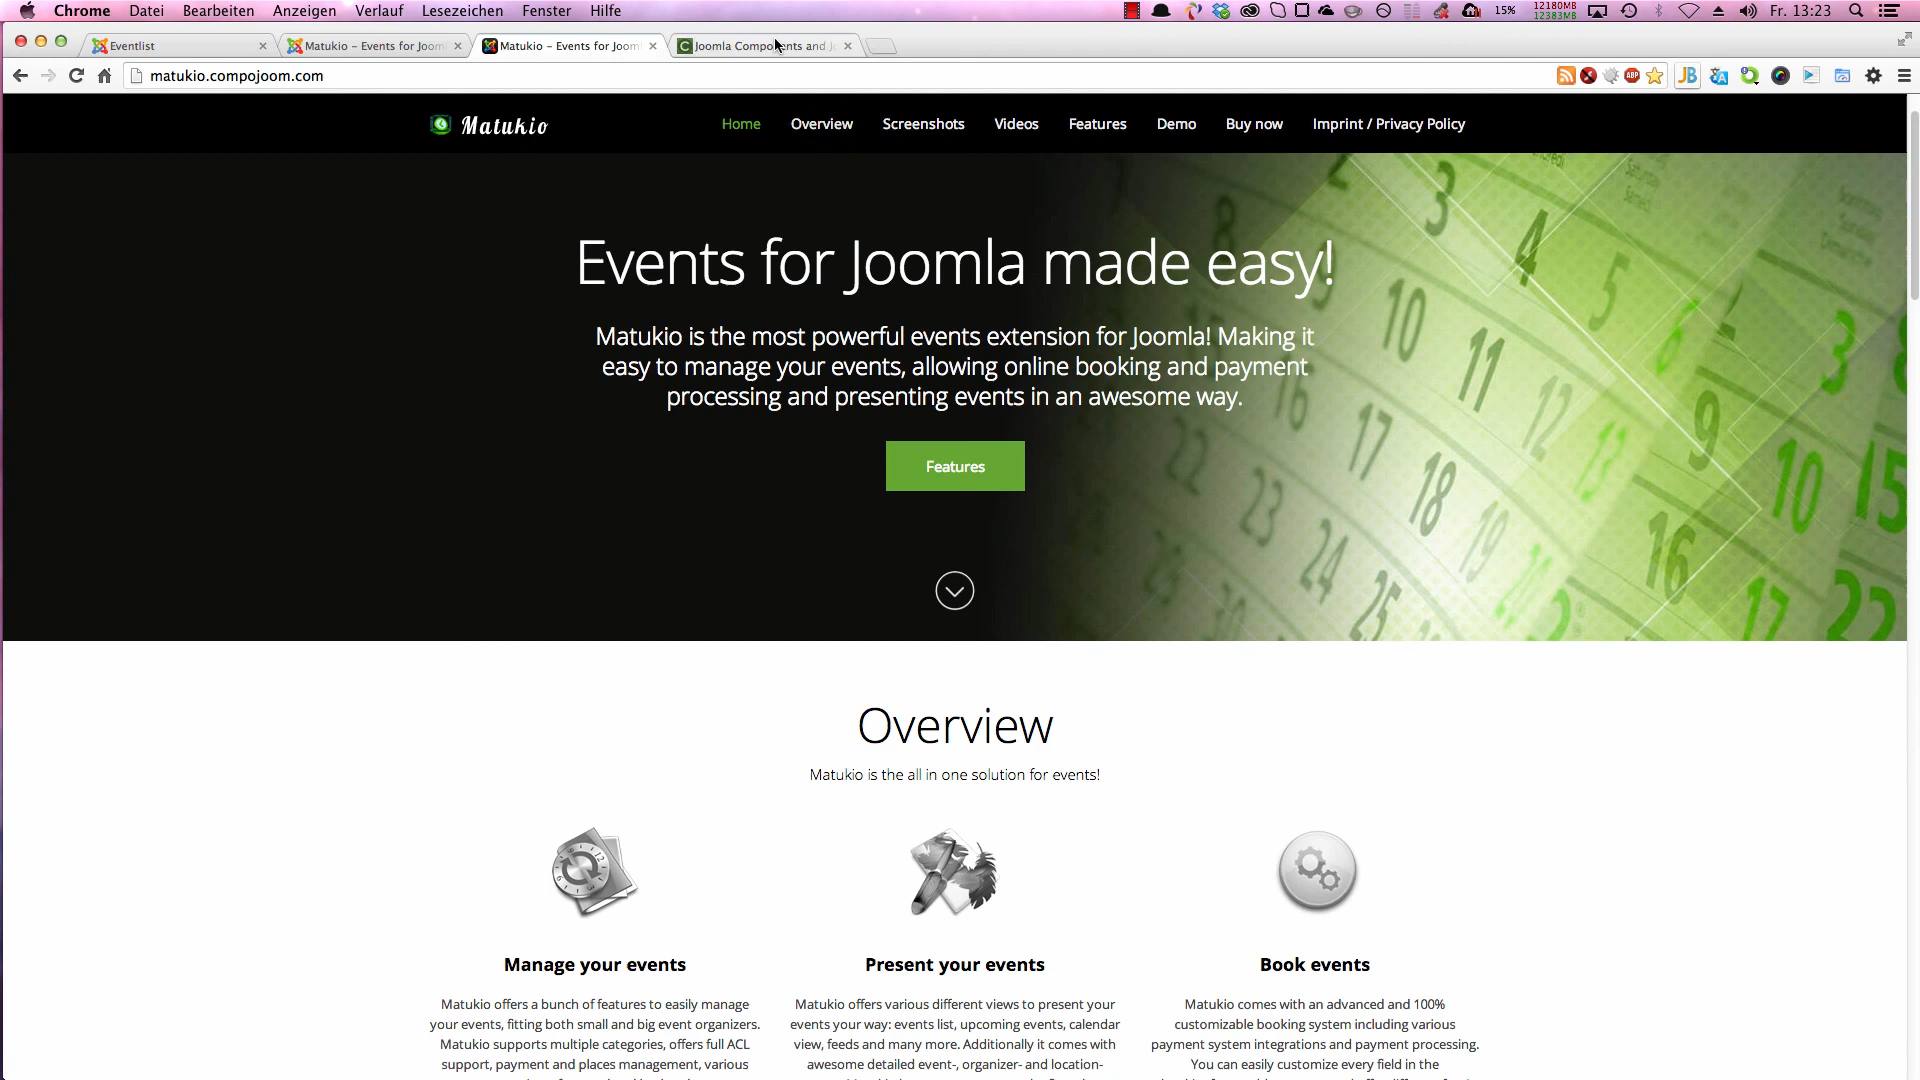 Chrome Datei Bearbeiten Anzeigen Verlauf Lesezeichen Fenster Hilfe 15% 12180MB 12383MB Fr. 13:23
Eventlist Matukio – Events for Joom Matukio – Events for Joom Joomla Components and
matukio.compojoom.com ABP JB
Matukio Home Overview Screenshots Videos Features Demo Buy now Imprint / Privacy Policy
Events for Joomla made easy!
Matukio is the most powerful events extension for Joomla! Making it
easy to manage your events, allowing online booking and payment
processing and presenting events in an awesome way.
Features
Overview
Matukio is the all in one solution for events!
Manage your events
Matukio offers a bunch of features to easily manage
your events, fitting both small and big event organizers.
Matukio supports multiple categories, offers full ACL
support, payment and places management, various
Present your events
Matukio offers various different views to present your
events your way: events list, upcoming events, calendar
view, feeds and many more. Additionally it comes with
awesome detailed event-, organizer- and location-
Book events
Matukio comes with an advanced and 100%
customizable booking system including various
payment system integrations and payment processing.
You can easily customize every field in the